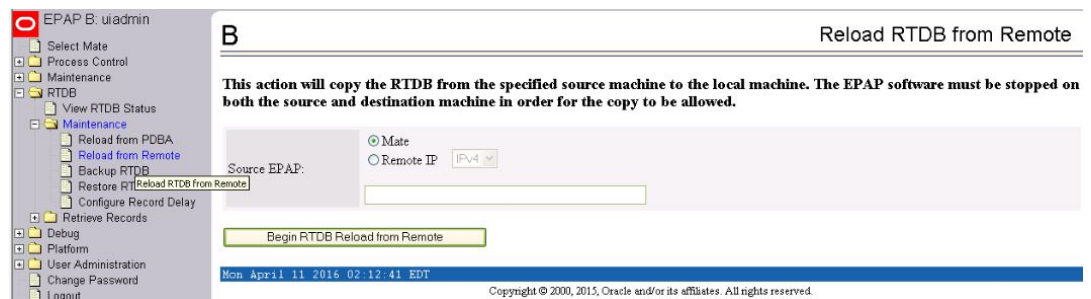 EPAP B: uiadmin
Select Mate
Process Control
Maintenance
RTDB
View RTDB Status
Maintenance
Reload from PDBA
Reload from Remote
Backup RTDB
Restore RT
Reload RTDB from Remote
Configure Record Delay
Retrieve Records
Debug
Platform
User Administration
Change Password
Logout
B
Reload RTDB from Remote
This action will copy the RTDB from the specified source machine to the local machine. The EPAP software must be stopped on
both the source and destination machine in order for the copy to be allowed.
Source EPAP:
Mate
Remote IP IPv4
Begin RTDB Reload from Remote
Mon April 11 2016 02:12:41 EDT
Copyright © 2000, 2015, Oracle and/or its affiliates. All rights reserved.